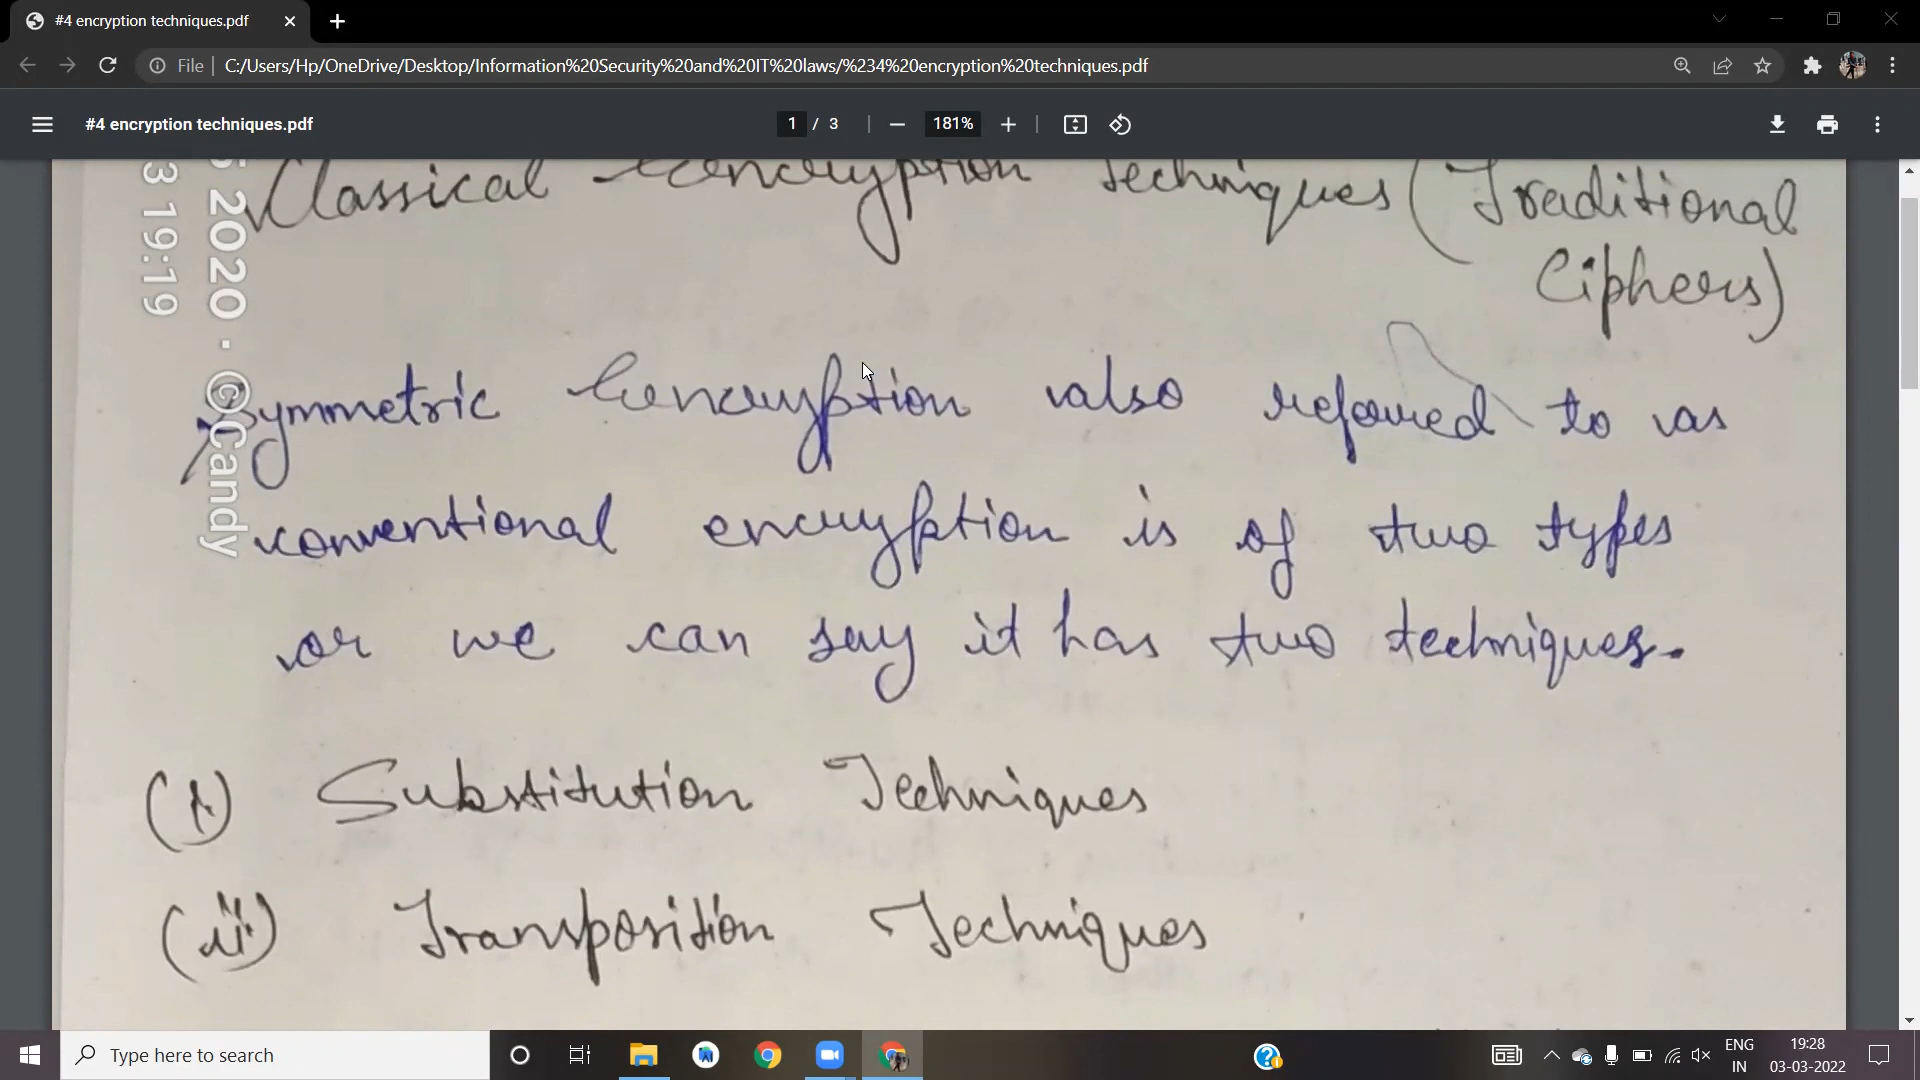 #4 encryption techniques.pdf
File
C:/Users/Hp/OneDrive/Desktop/Information%20Security%20and%20IT%20laws/%234%20encryption%20techniques.pdf
#4 encryption techniques.pdf
1 / 3
181%
Classical Encryption techniques (Traditional
Ciphers)
Symmetric Encryption also referred to as
conventional encryption is of two types
or we can say it has two techniques.
(i) Substitution Techniques
(ii) Transposition Techniques
3 19:19
2020 · ©Candy
Type here to search
ENG
IN
19:28
03-03-2022